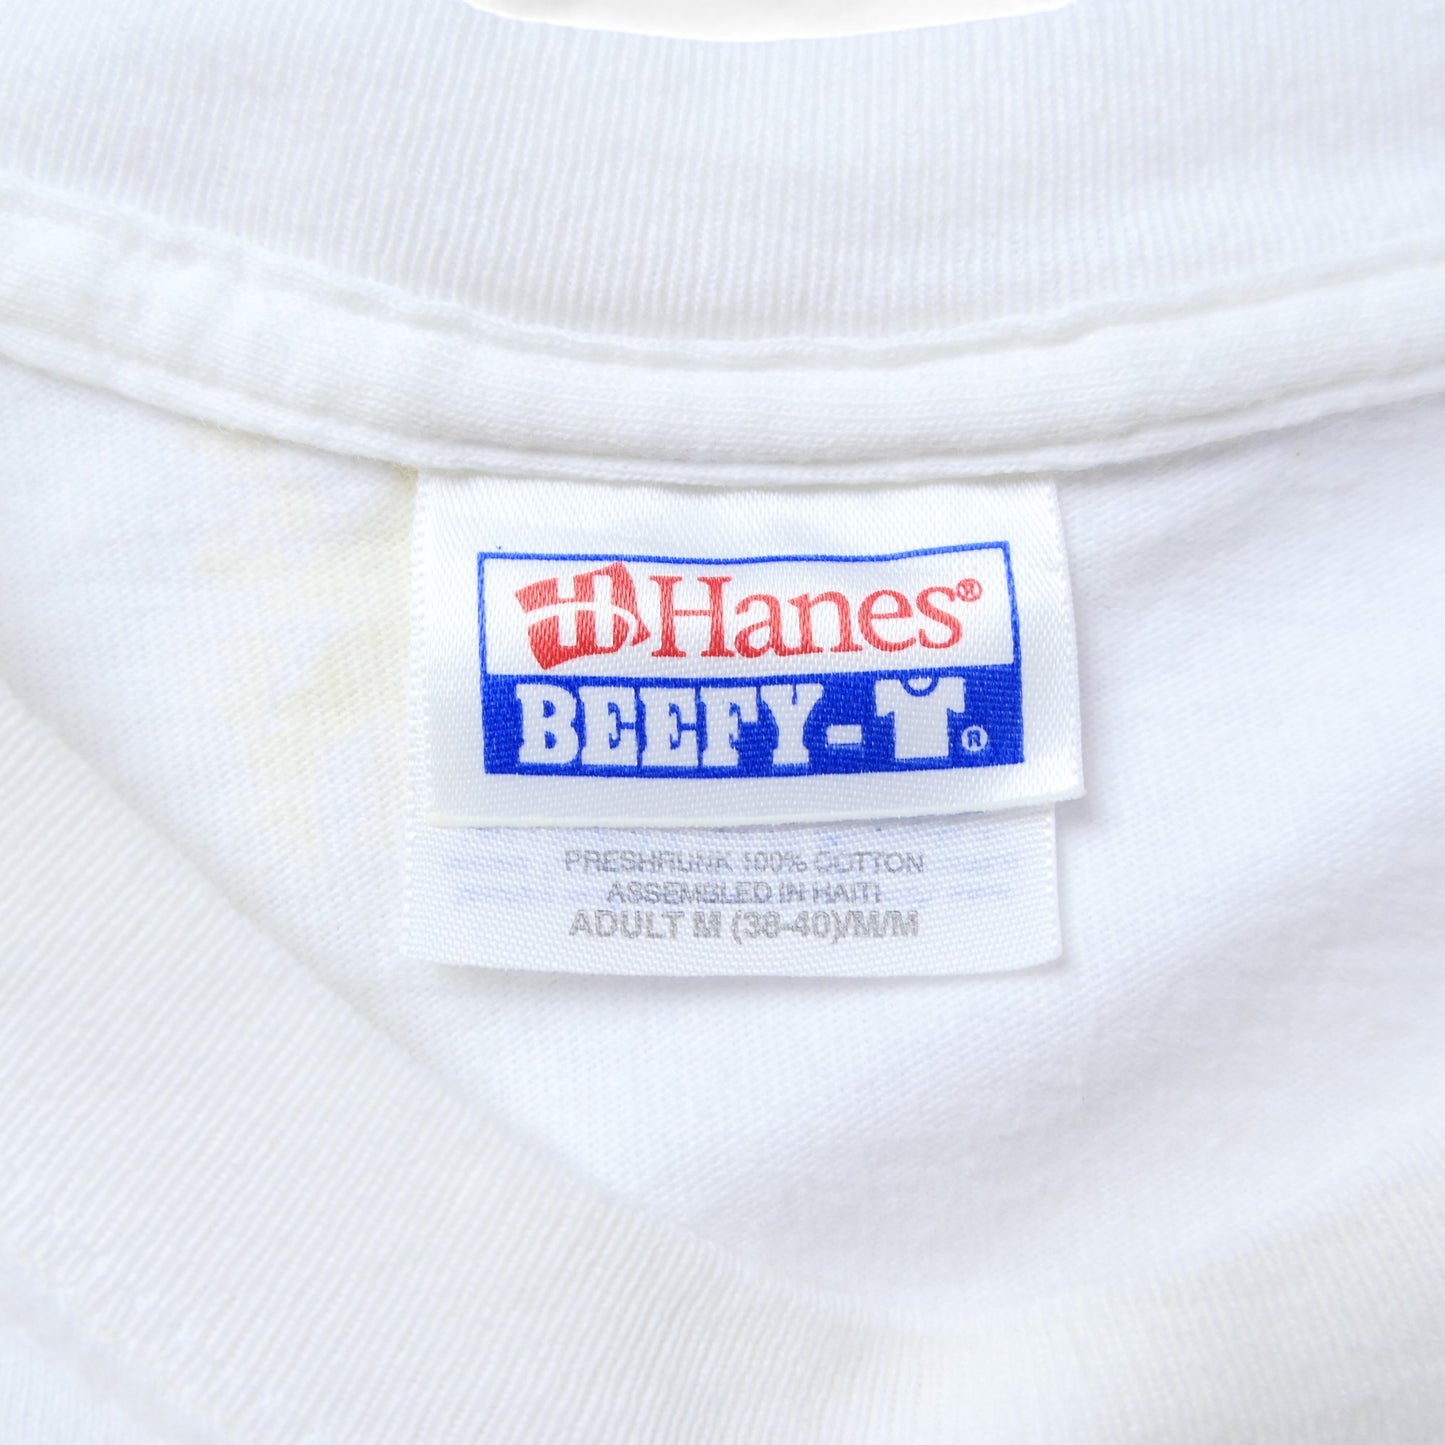 Hanes®
BEEFY-T®
PRESHRUNK 100% COTTON
ASSEMBLED IN HAITI
ADULT M (38-40)/M/M